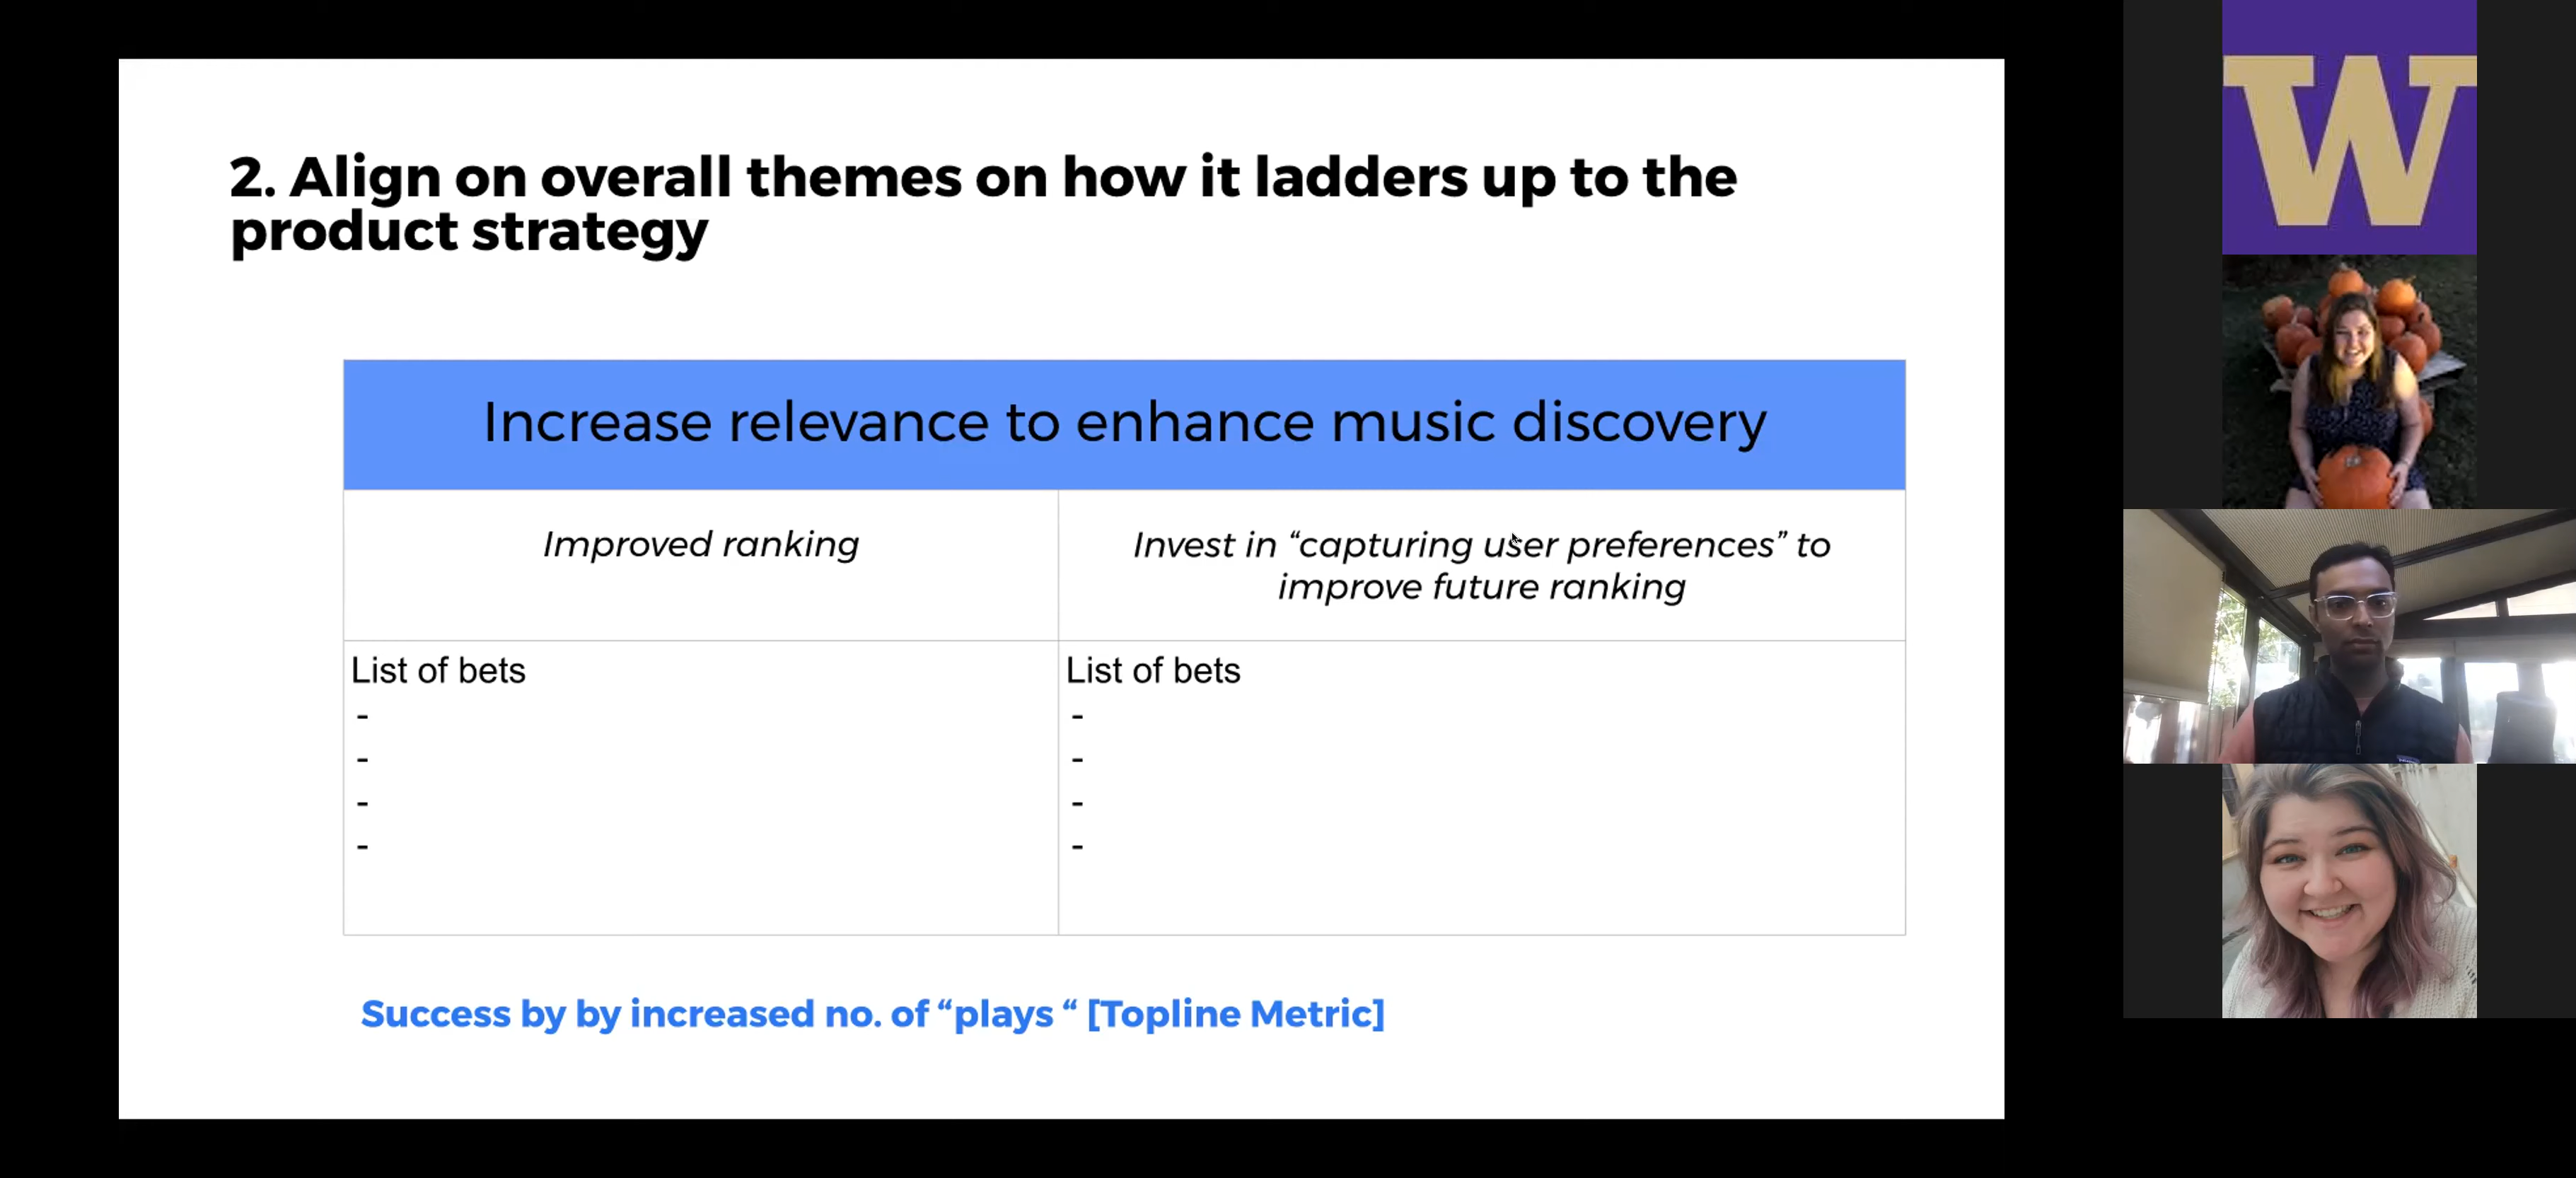 2. Align on overall themes on how it ladders up to the
product strategy
Increase relevance to enhance music discovery
Improved ranking
Invest in “capturing user preferences” to
improve future ranking
List of bets
-
-
-
-
List of bets
-
-
-
-
Success by by increased no. of “plays “ [Topline Metric]
W